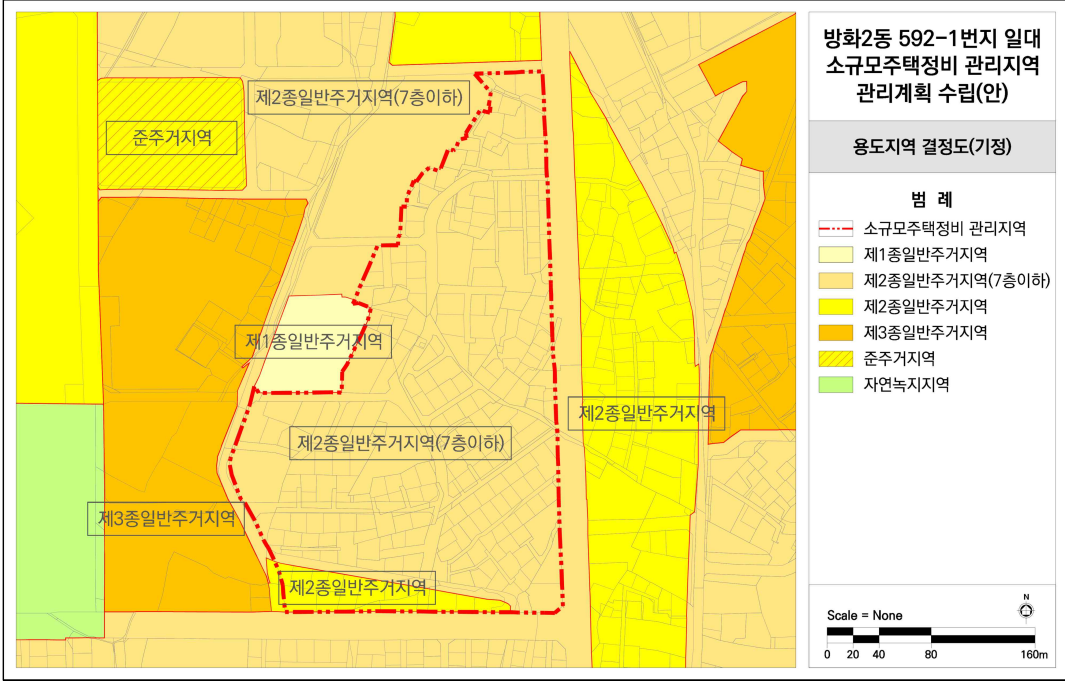 방화2동 592-1번지 일대
소규모주택정비 관리지역
관리계획 수립(안)
용도지역 결정도(기정)
범 례
소규모주택정비 관리지역
제1종일반주거지역
제2종일반주거지역(7층이하)
제2종일반주거지역
제3종일반주거지역
준주거지역
자연녹지지역
Scale = None
N
0 20 40 80 160m
제2종일반주거지역(7층이하)
준주거지역
제1종일반주거지역
제2종일반주거지역
제2종일반주거지역(7층이하)
제3종일반주거지역
제2종일반주거지역